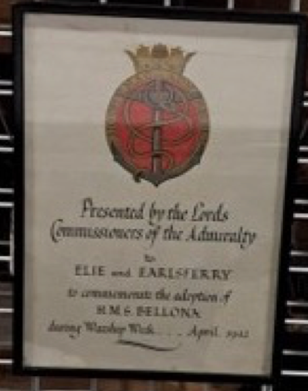 Presented by the Lords
Commissioners of the Admiralty
to
ELIE and EARLSFERRY
to commemorate the adoption of
H.M.S. BELLONA
during Warship Week . . . April, 1942